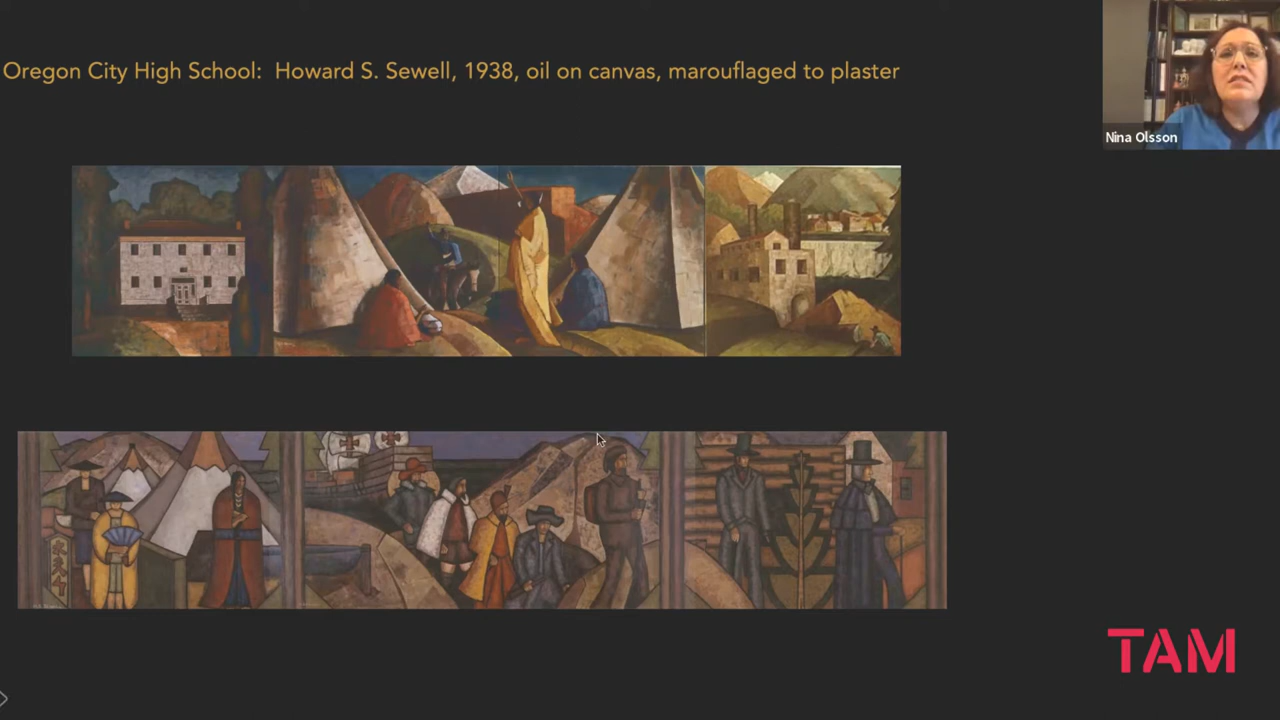 Oregon City High School: Howard S. Sewell, 1938, oil on canvas, marouflaged to plaster
Nina Olsson
TAM